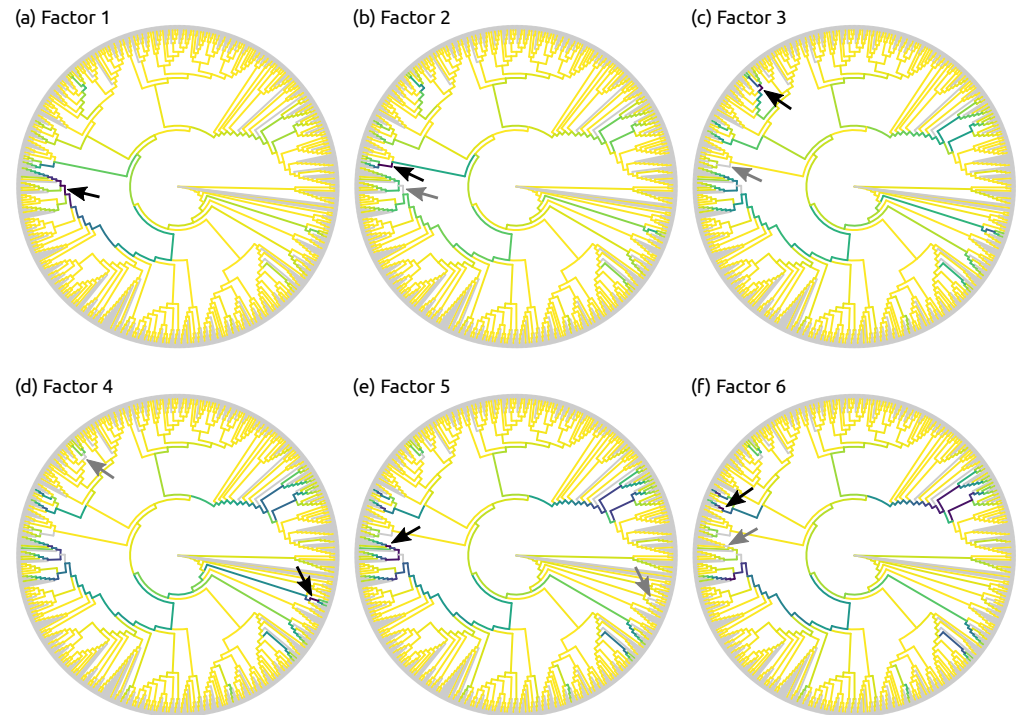 (a) Factor 1
(b) Factor 2
(c) Factor 3
(d) Factor 4
(e) Factor 5
(f) Factor 6